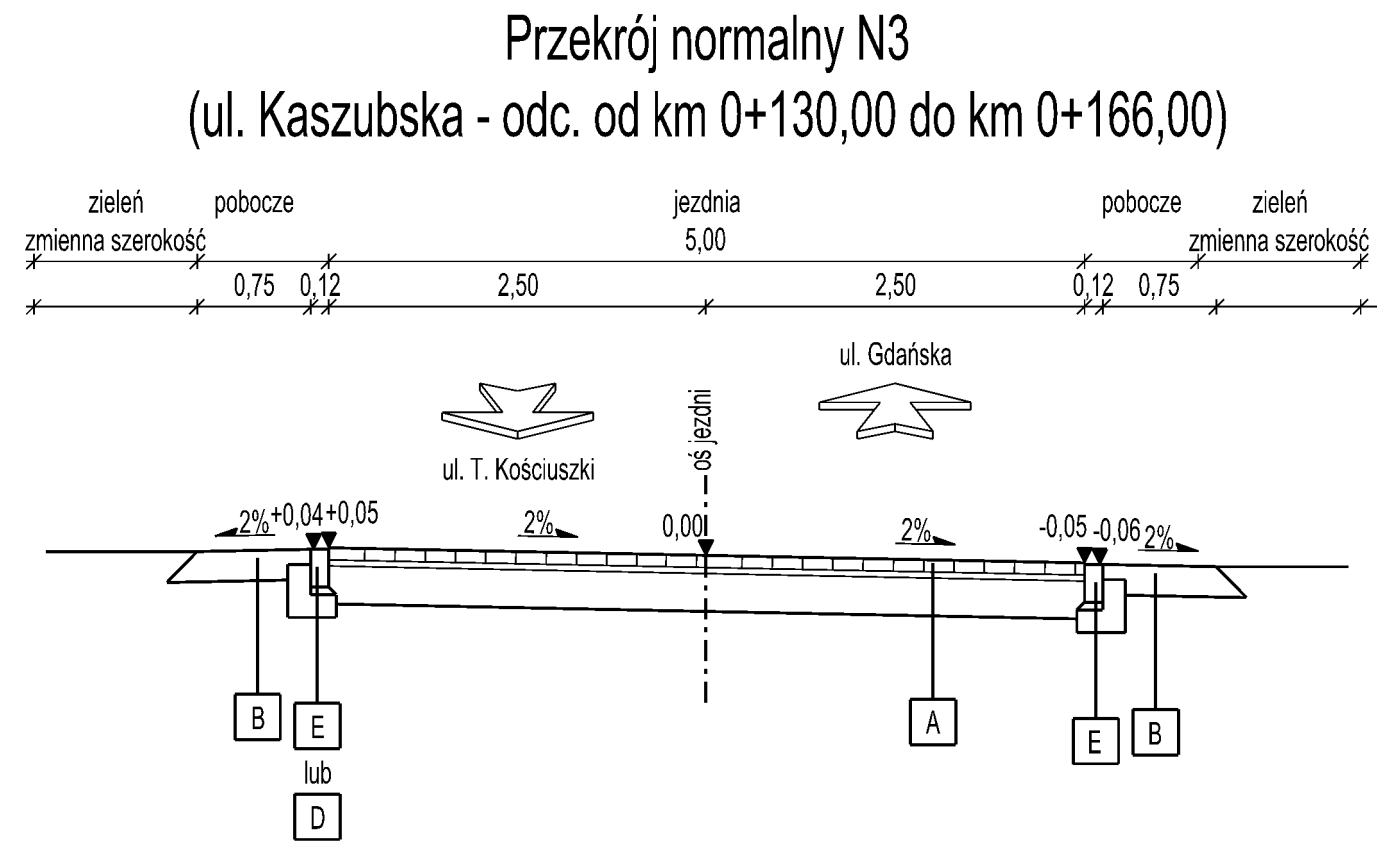 Przekrój normalny N3
(ul. Kaszubska - odc. od km 0+130,00 do km 0+166,00)
zieleń pobocze jezdnia pobocze zieleń
zmienna szerokość 5,00 zmienna szerokość
0,75 0,12 2,50 2,50 0,12 0,75
ul. Gdańska
oś jezdni
ul. T. Kościuszki
2% +0,04 +0,05 2% 0,00 2% -0,05 -0,06 2%
B E A E B
lub
D